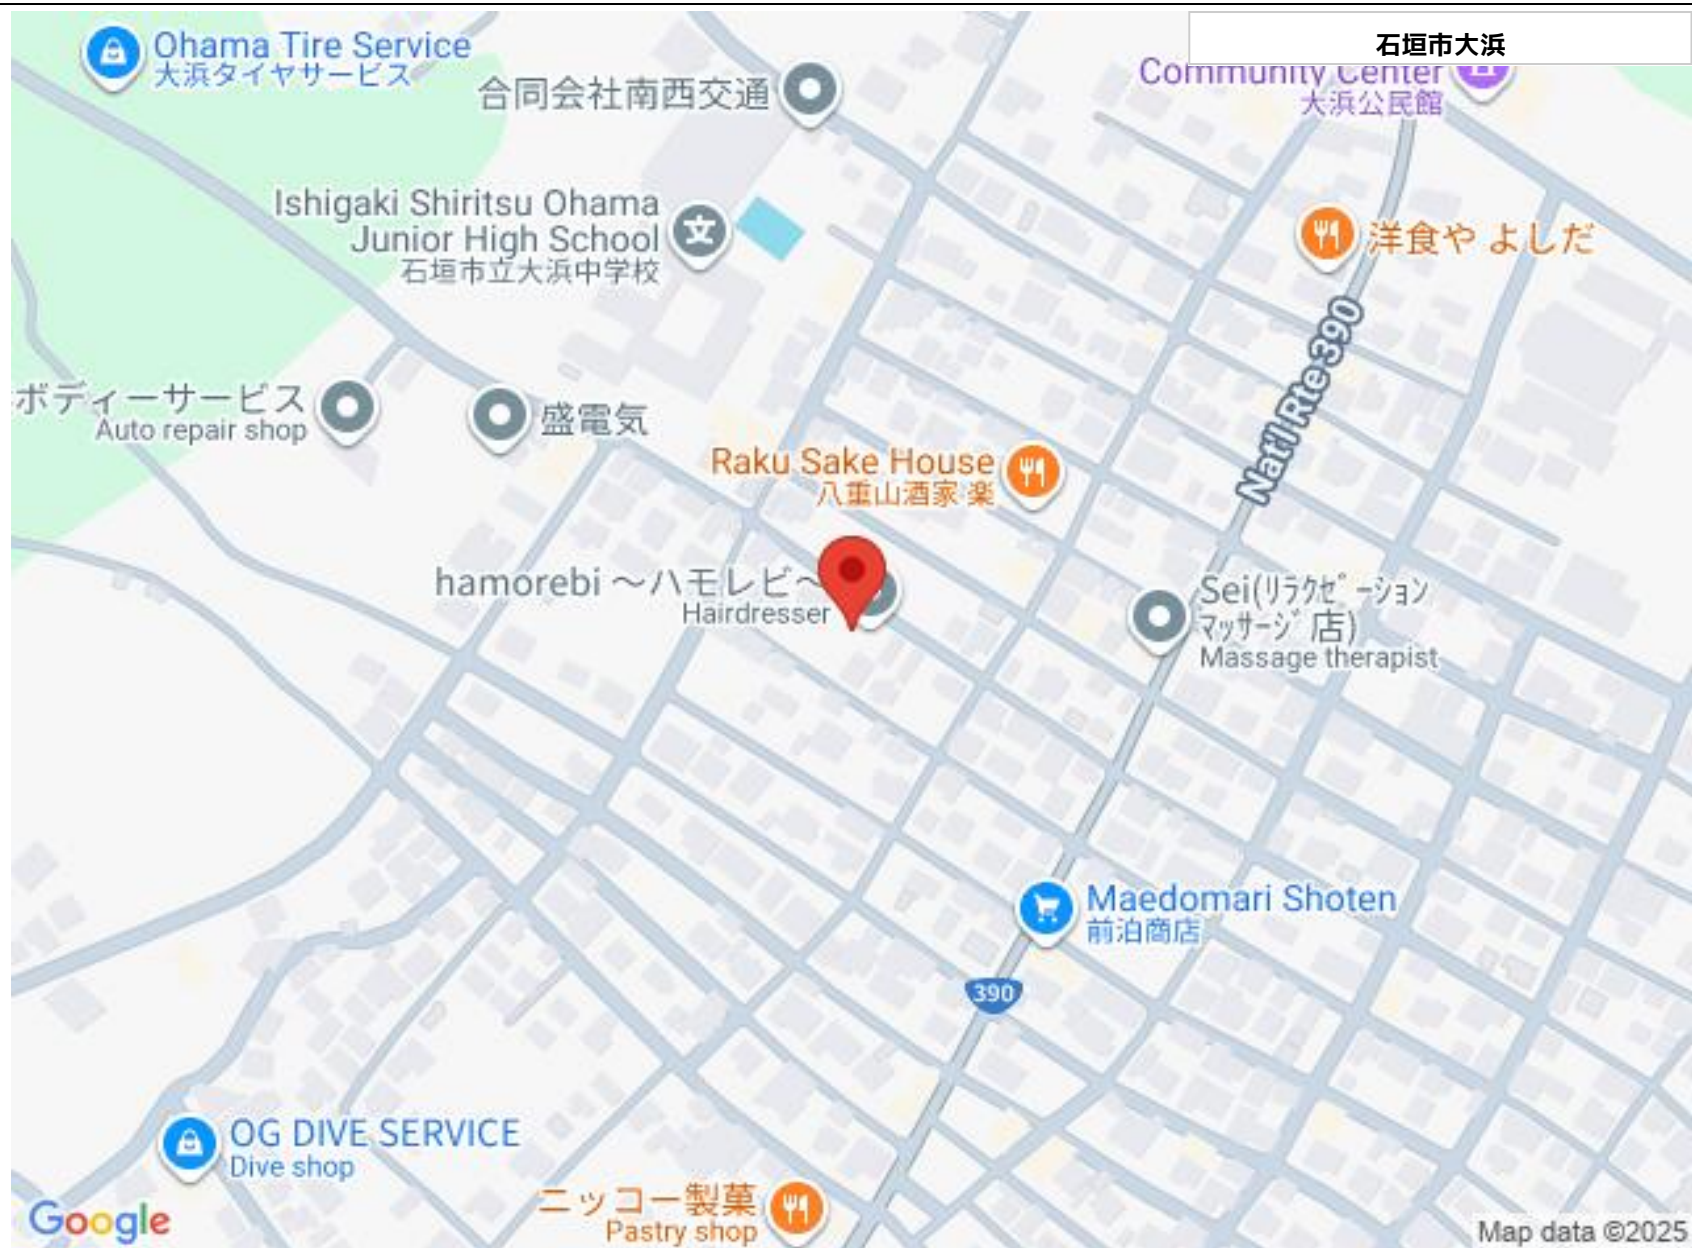 石垣市大浜
Ohama Tire Service
大浜タイヤサービス
合同会社南西交通
Community Center
大浜公民館
Ishigaki Shiritsu Ohama
Junior High School
石垣市立大浜中学校
洋食や よしだ
Nat'l Rte 390
ボディーサービス
Auto repair shop
盛電気
Raku Sake House
八重山酒家 楽
hamorebi ～ハモレビ～
Hairdresser
Sei(ﾘﾗｸｾﾞｰｼｮﾝ
ﾏｯｻｰｼﾞ店)
Massage therapist
Maedomari Shoten
前泊商店
390
OG DIVE SERVICE
Dive shop
ニッコー製菓
Pastry shop
Google
Map data ©2025